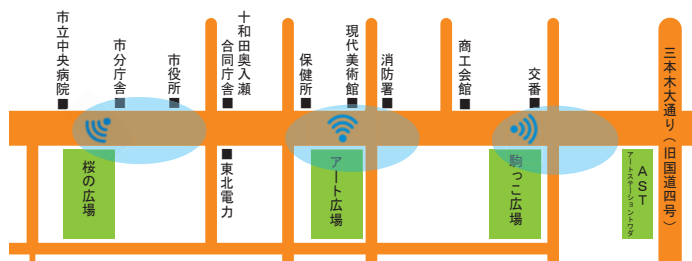 市立中央病院
市分庁舎
市役所
十和田奥入瀬
合同庁舎
保健所
現代美術館
消防署
商工会館
交番
三本木大通り（旧国道四号）
桜の広場
東北電力
アート広場
駒っこ広場
AST
アートステーショントワダ